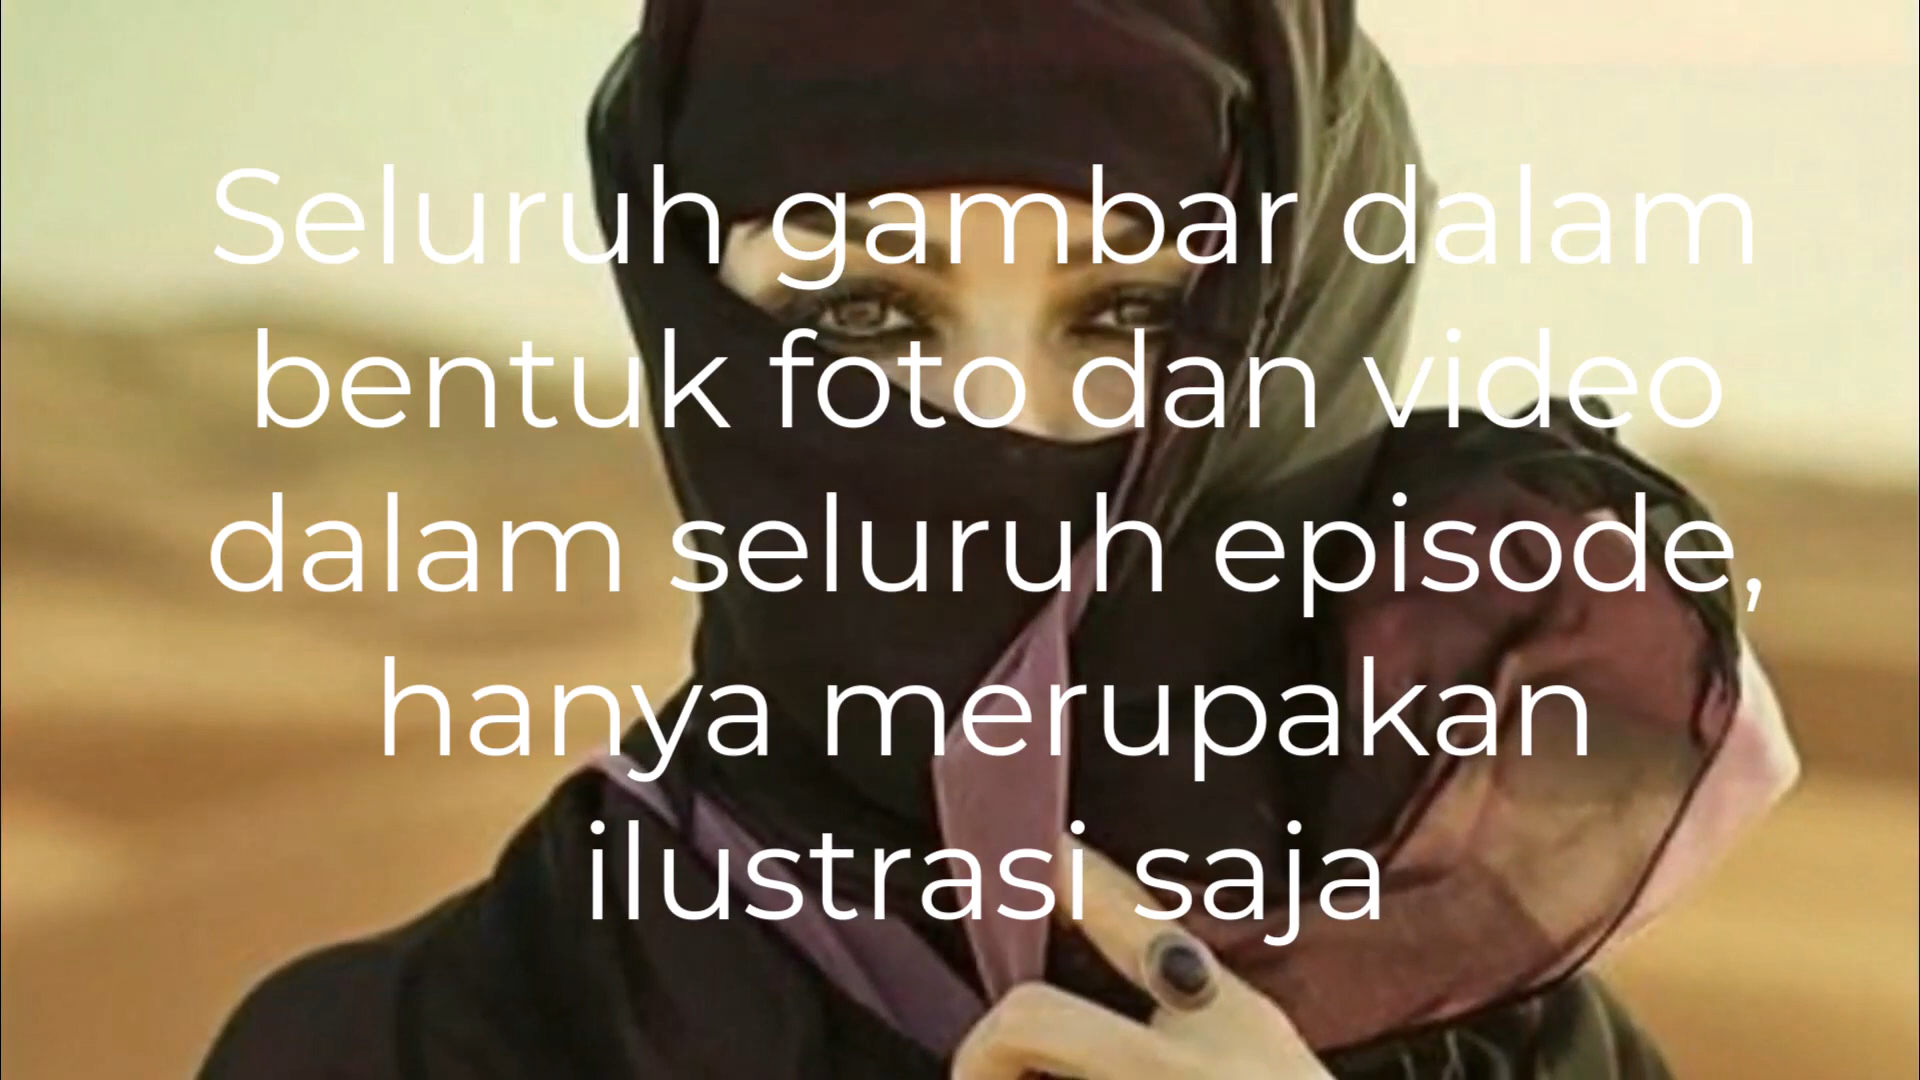 Seluruh gambar dalam
bentuk foto dan video
dalam seluruh episode,
hanya merupakan
ilustrasi saja